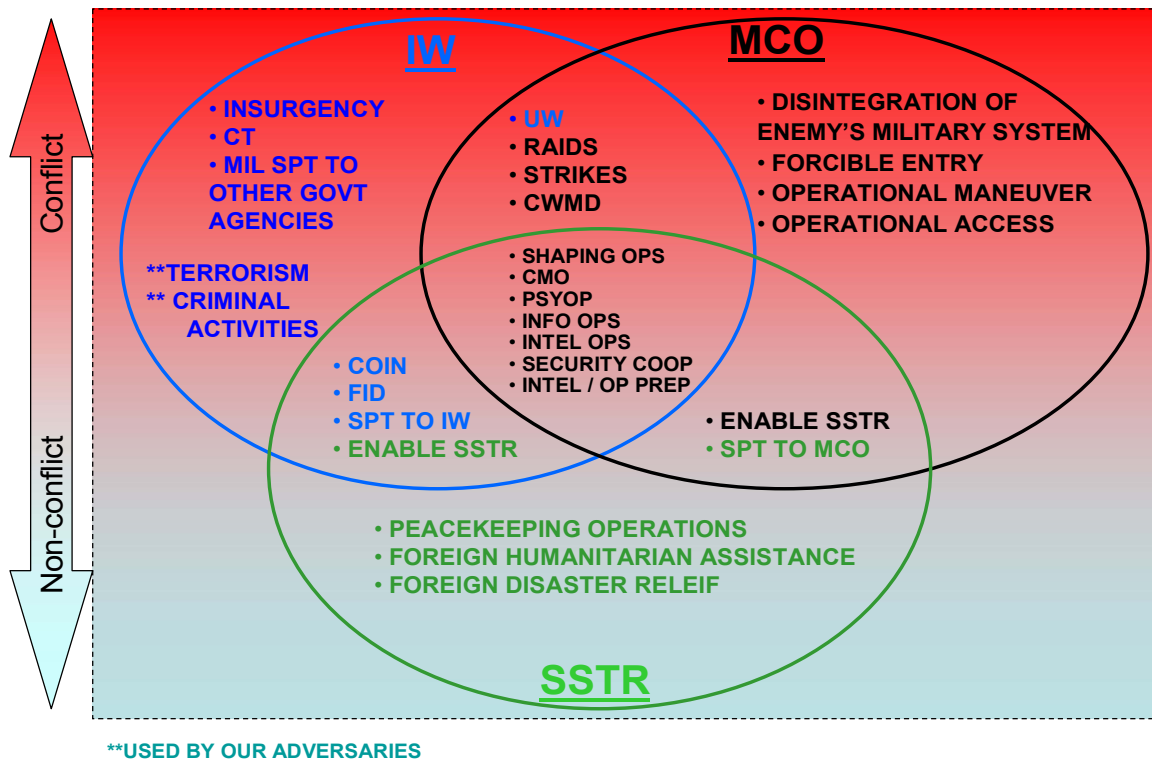 IW
MCO
Conflict
Non-conflict
• INSURGENCY
• CT
• MIL SPT TO
OTHER GOVT
AGENCIES
**TERRORISM
** CRIMINAL
ACTIVITIES
• UW
• RAIDS
• STRIKES
• CWMD
• DISINTEGRATION OF
ENEMY’S MILITARY SYSTEM
• FORCIBLE ENTRY
• OPERATIONAL MANEUVER
• OPERATIONAL ACCESS
• SHAPING OPS
• CMO
• PSYOP
• INFO OPS
• INTEL OPS
• SECURITY COOP
• INTEL / OP PREP
• COIN
• FID
• SPT TO IW
• ENABLE SSTR
• ENABLE SSTR
• SPT TO MCO
• PEACEKEEPING OPERATIONS
• FOREIGN HUMANITARIAN ASSISTANCE
• FOREIGN DISASTER RELEIF
SSTR
**USED BY OUR ADVERSARIES